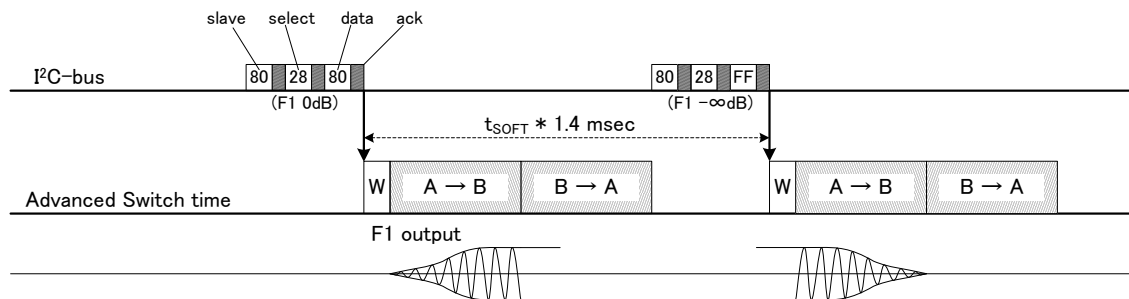 slave select data ack
I²C-bus 80 28 80 80 28 FF
(F1 0dB) (F1 −∞dB)
tSOFT * 1.4 msec
Advanced Switch time W A → B B → A W A → B B → A
F1 output